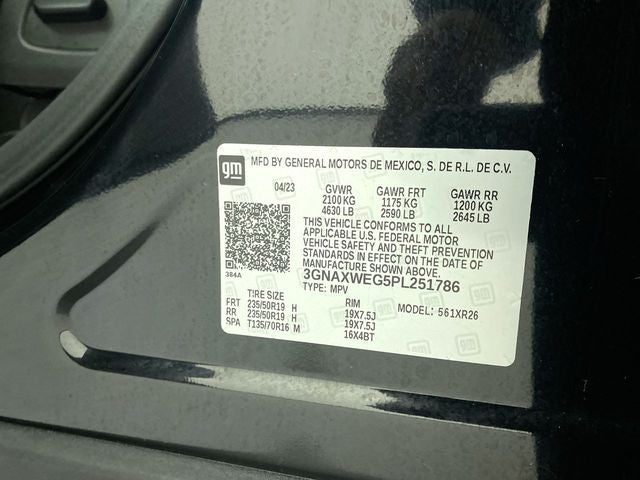 gm
MFD BY GENERAL MOTORS DE MEXICO, S. DE R.L. DE C.V.
04/23 GVWR GAWR FRT GAWR RR
2100 KG 1175 KG 1200 KG
4630 LB 2590 LB 2645 LB
THIS VEHICLE CONFORMS TO ALL
APPLICABLE U.S. FEDERAL MOTOR
VEHICLE SAFETY AND THEFT PREVENTION
STANDARDS IN EFFECT ON THE DATE OF
MANUFACTURE SHOWN ABOVE.
384A 3GNAXWEG5PL251786
TYPE: MPV
TIRE SIZE RIM MODEL: 561XR26
FRT 235/50R19 H 19X7.5J
RR 235/50R19 H 19X7.5J
SPA T135/70R16 M 16X4BT